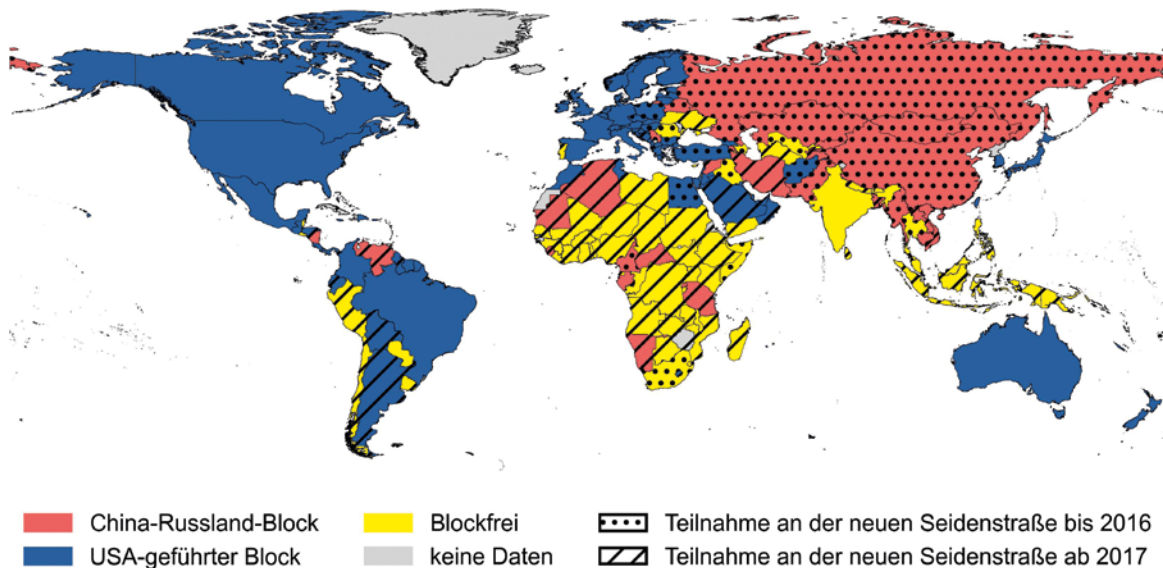 China-Russland-Block
USA-geführter Block
Blockfrei
keine Daten
Teilnahme an der neuen Seidenstraße bis 2016
Teilnahme an der neuen Seidenstraße ab 2017